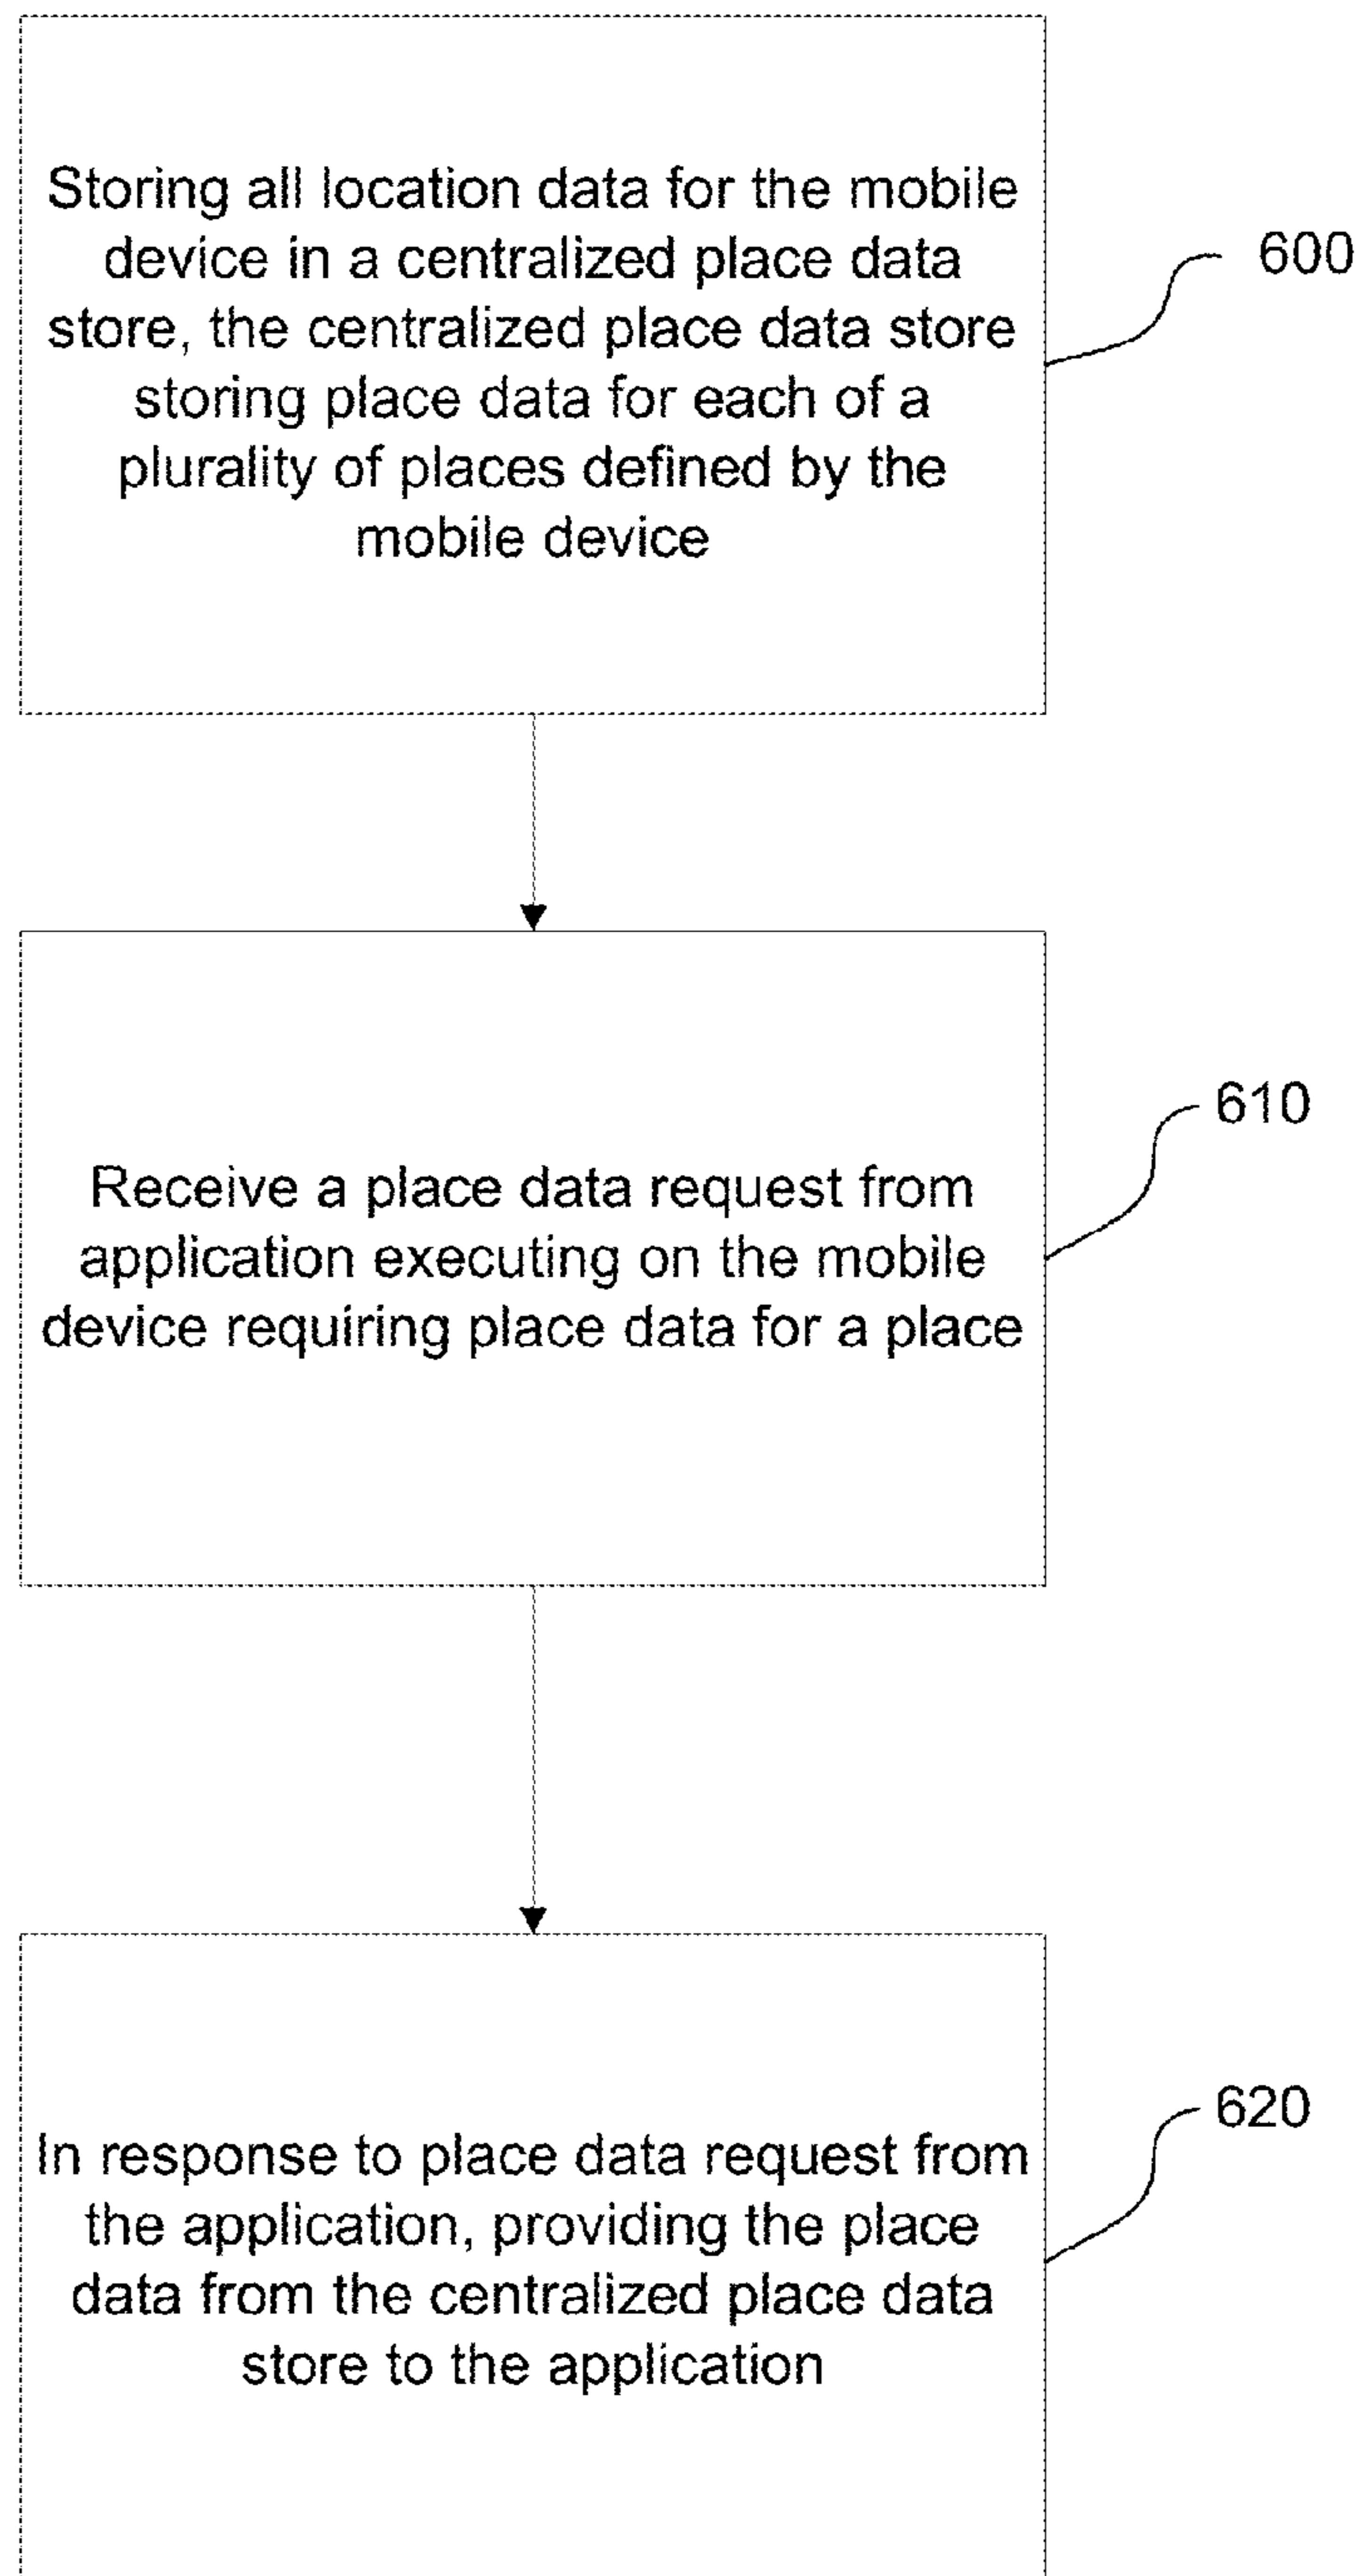 Storing all location data for the mobile
device in a centralized place data
store, the centralized place data store
storing place data for each of a
plurality of places defined by the
mobile device
600
Receive a place data request from
application executing on the mobile
device requiring place data for a place
610
In response to place data request from
the application, providing the place
data from the centralized place data
store to the application
620